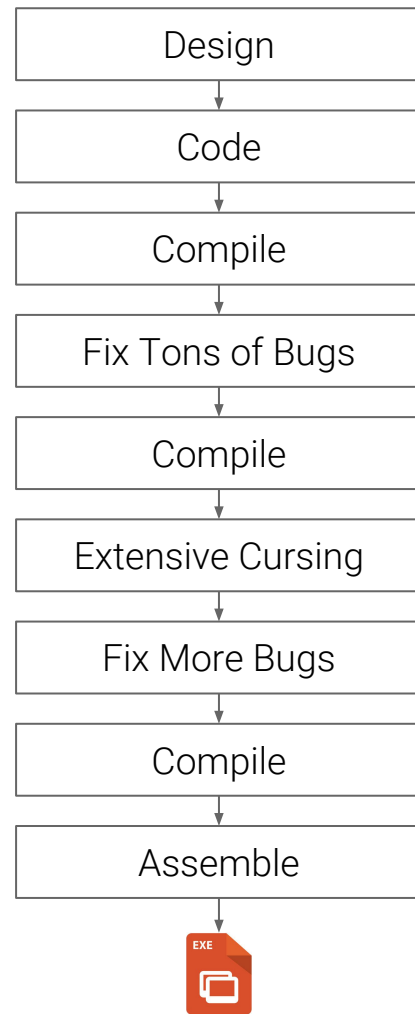 Design
Code
Compile
Fix Tons of Bugs
Compile
Extensive Cursing
Fix More Bugs
Compile
Assemble
EXE